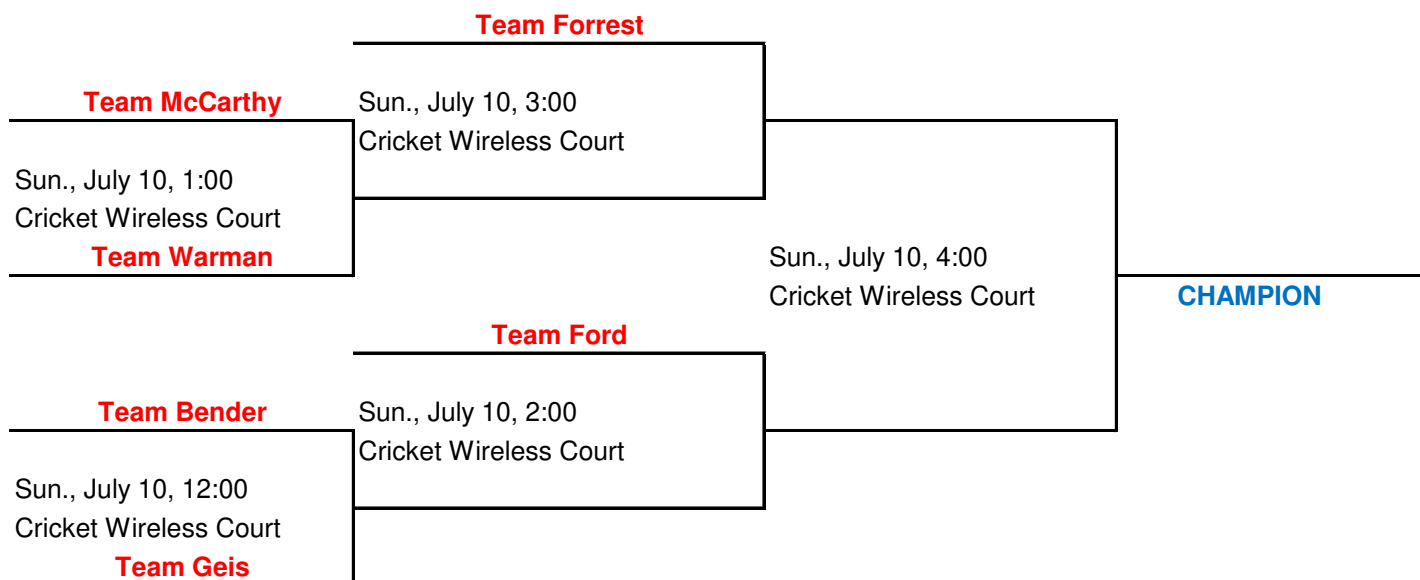 Team Forrest
Team McCarthy
Sun., July 10, 3:00
Cricket Wireless Court
Sun., July 10, 1:00
Cricket Wireless Court
Team Warman
Sun., July 10, 4:00
Cricket Wireless Court
CHAMPION
Team Ford
Team Bender
Sun., July 10, 2:00
Cricket Wireless Court
Sun., July 10, 12:00
Cricket Wireless Court
Team Geis